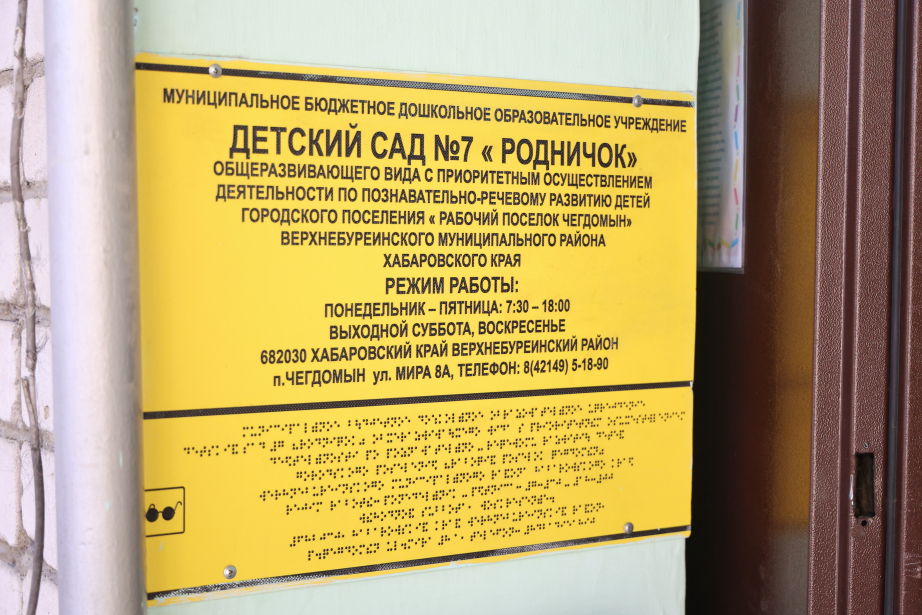 МУНИЦИПАЛЬНОЕ БЮДЖЕТНОЕ ДОШКОЛЬНОЕ ОБРАЗОВАТЕЛЬНОЕ УЧРЕЖДЕНИЕ
ДЕТСКИЙ САД №7 « РОДНИЧОК»
ОБЩЕРАЗВИВАЮЩЕГО ВИДА С ПРИОРИТЕТНЫМ ОСУЩЕСТВЛЕНИЕМ
ДЕЯТЕЛЬНОСТИ ПО ПОЗНАВАТЕЛЬНО-РЕЧЕВОМУ РАЗВИТИЮ ДЕТЕЙ
ГОРОДСКОГО ПОСЕЛЕНИЯ « РАБОЧИЙ ПОСЕЛОК ЧЕГДОМЫН»
ВЕРХНЕБУРЕИНСКОГО МУНИЦИПАЛЬНОГО РАЙОНА
ХАБАРОВСКОГО КРАЯ
РЕЖИМ РАБОТЫ:
ПОНЕДЕЛЬНИК – ПЯТНИЦА: 7:30 – 18:00
ВЫХОДНОЙ СУББОТА, ВОСКРЕСЕНЬЕ
682030 ХАБАРОВСКИЙ КРАЙ ВЕРХНЕБУРЕИНСКИЙ РАЙОН
п.ЧЕГДОМЫН ул. МИРА 8А, ТЕЛЕФОН: 8(42149) 5-18-90